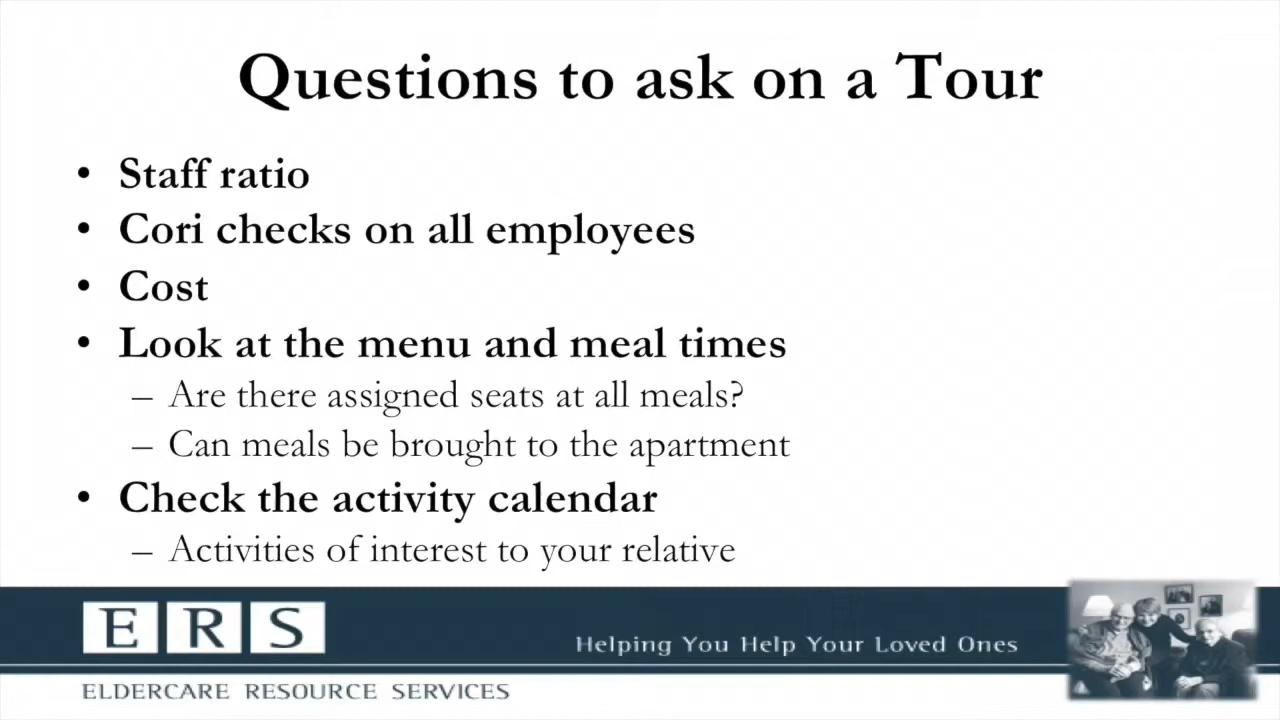 Questions to ask on a Tour
• Staff ratio
• Cori checks on all employees
• Cost
• Look at the menu and meal times
– Are there assigned seats at all meals?
– Can meals be brought to the apartment
• Check the activity calendar
– Activities of interest to your relative
ERS
Helping You Help Your Loved Ones
ELDERCARE RESOURCE SERVICES